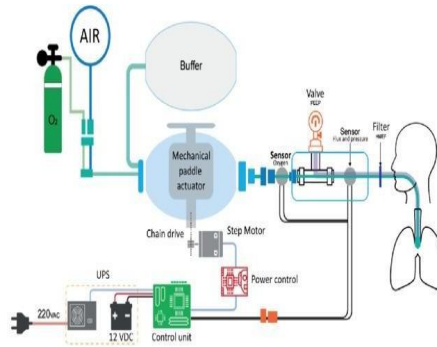 AIR
O₂
Buffer
Mechanical
paddle
actuator
Valve
PEEP
Sensor
Oxygen
Sensor
Flux and pressure
Filter
HMEF
Chain drive
Step Motor
Power control
UPS
220VAC
12 VDC
Control unit